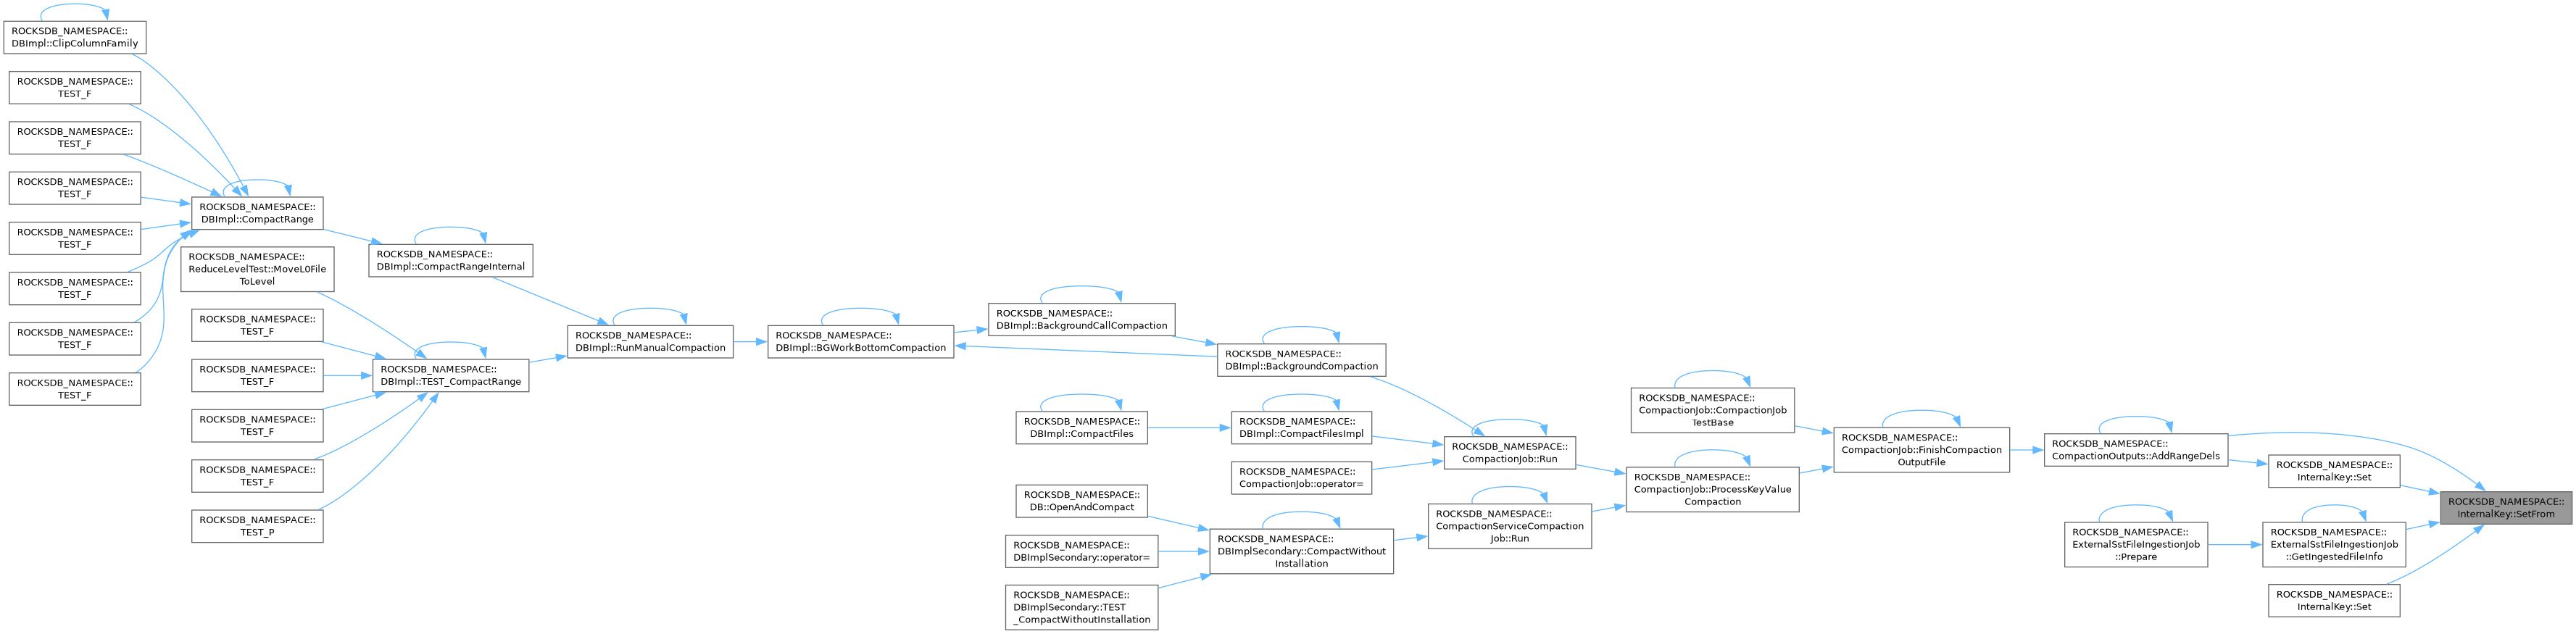 ROCKSDB_NAMESPACE::
DBImpl::ClipColumnFamily
ROCKSDB_NAMESPACE::
TEST_F
ROCKSDB_NAMESPACE::
TEST_F
ROCKSDB_NAMESPACE::
TEST_F
ROCKSDB_NAMESPACE::
TEST_F
ROCKSDB_NAMESPACE::
TEST_F
ROCKSDB_NAMESPACE::
TEST_F
ROCKSDB_NAMESPACE::
TEST_F
ROCKSDB_NAMESPACE::
DBImpl::CompactRange
ROCKSDB_NAMESPACE::
ReduceLevelTest::MoveL0File
ToLevel
ROCKSDB_NAMESPACE::
TEST_F
ROCKSDB_NAMESPACE::
TEST_F
ROCKSDB_NAMESPACE::
TEST_F
ROCKSDB_NAMESPACE::
TEST_F
ROCKSDB_NAMESPACE::
TEST_P
ROCKSDB_NAMESPACE::
DBImpl::CompactRangeInternal
ROCKSDB_NAMESPACE::
DBImpl::TEST_CompactRange
ROCKSDB_NAMESPACE::
DBImpl::RunManualCompaction
ROCKSDB_NAMESPACE::
DBImpl::BGWorkBottomCompaction
ROCKSDB_NAMESPACE::
DBImpl::BackgroundCallCompaction
ROCKSDB_NAMESPACE::
DBImpl::CompactFiles
ROCKSDB_NAMESPACE::
DB::OpenAndCompact
ROCKSDB_NAMESPACE::
DBImplSecondary::operator=
ROCKSDB_NAMESPACE::
DBImplSecondary::TEST
_CompactWithoutInstallation
ROCKSDB_NAMESPACE::
DBImpl::BackgroundCompaction
ROCKSDB_NAMESPACE::
DBImpl::CompactFilesImpl
ROCKSDB_NAMESPACE::
CompactionJob::operator=
ROCKSDB_NAMESPACE::
DBImplSecondary::CompactWithout
Installation
ROCKSDB_NAMESPACE::
CompactionJob::Run
ROCKSDB_NAMESPACE::
CompactionServiceCompaction
Job::Run
ROCKSDB_NAMESPACE::
CompactionJob::CompactionJob
TestBase
ROCKSDB_NAMESPACE::
CompactionJob::ProcessKeyValue
Compaction
ROCKSDB_NAMESPACE::
CompactionJob::FinishCompaction
OutputFile
ROCKSDB_NAMESPACE::
CompactionOutputs::AddRangeDels
ROCKSDB_NAMESPACE::
ExternalSstFileIngestionJob
::Prepare
ROCKSDB_NAMESPACE::
InternalKey::Set
ROCKSDB_NAMESPACE::
ExternalSstFileIngestionJob
::GetIngestedFileInfo
ROCKSDB_NAMESPACE::
InternalKey::Set
ROCKSDB_NAMESPACE::
InternalKey::SetFrom